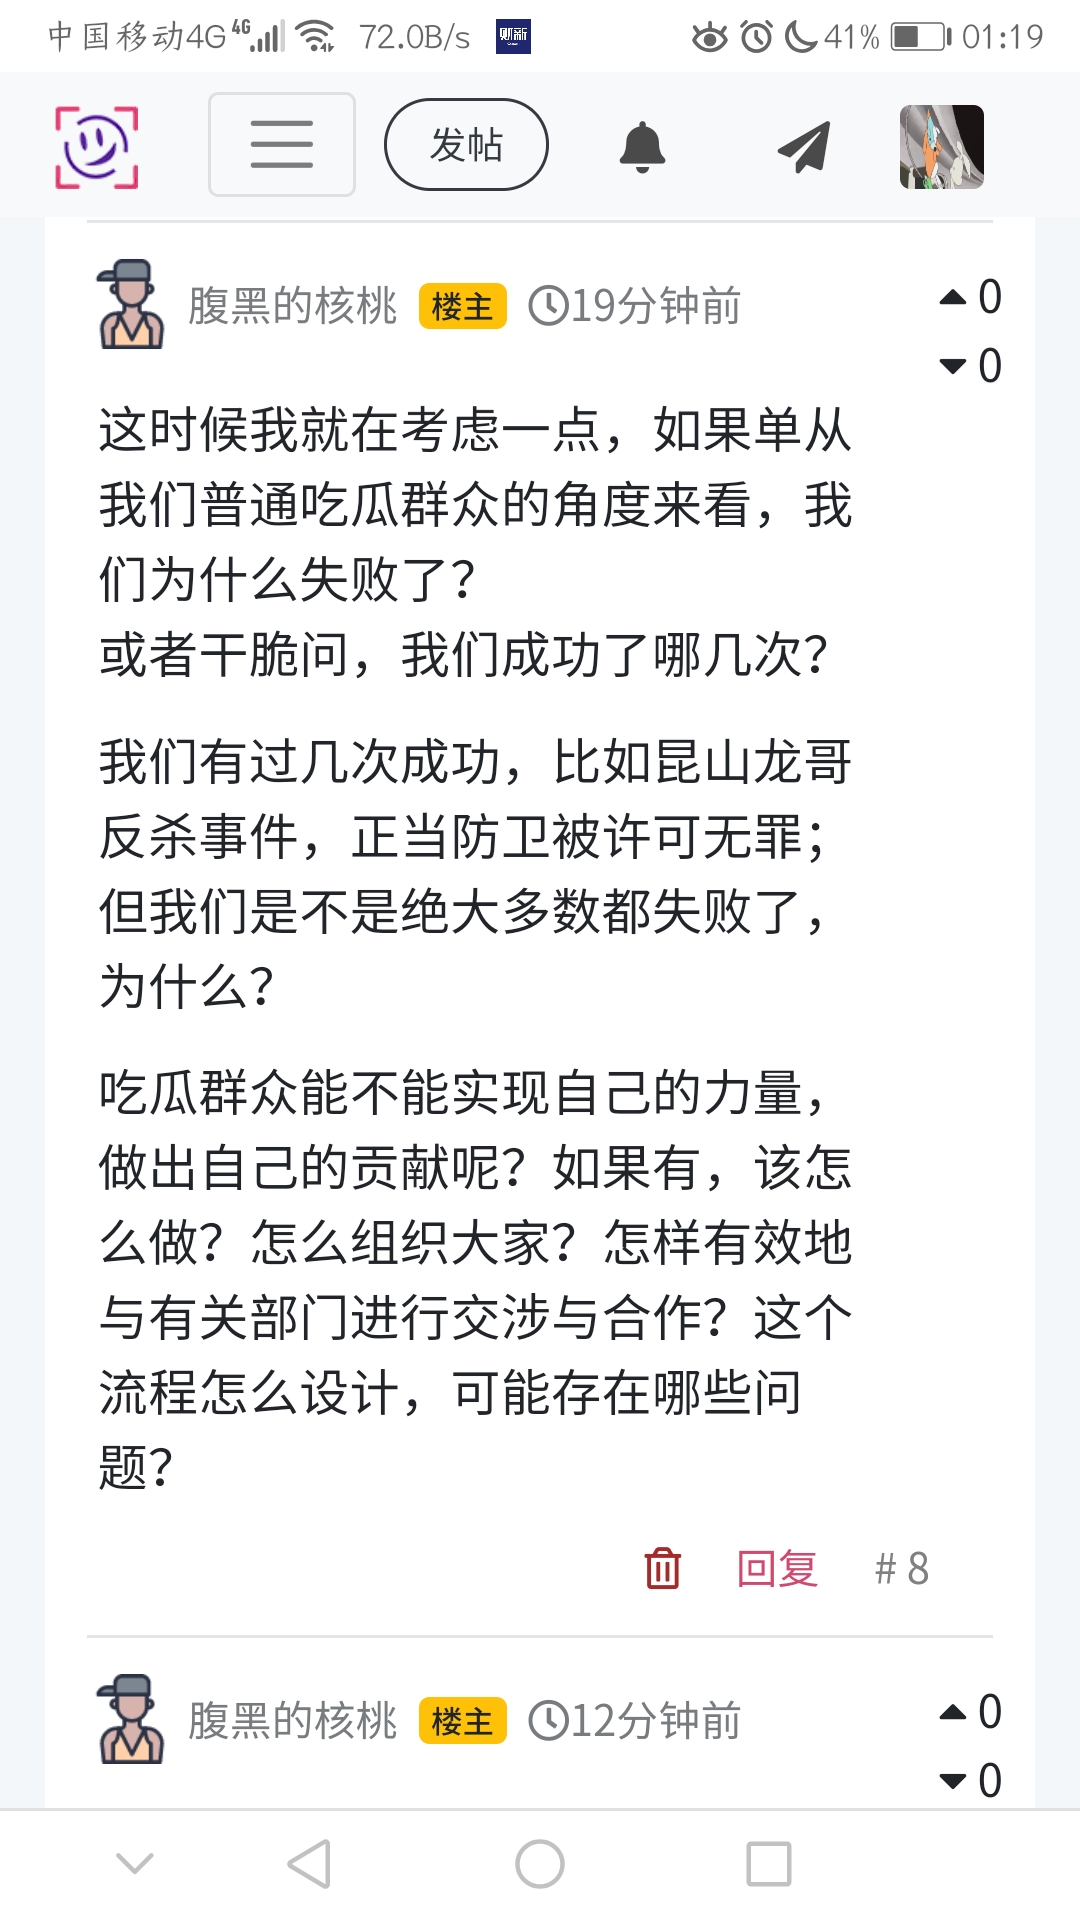 中国移动4G 4G 72.0B/s 财新 41% 01:19
发帖
腹黑的核桃 楼主 19分钟前 0
0
这时候我就在考虑一点，如果单从
我们普通吃瓜群众的角度来看，我
们为什么失败了？
或者干脆问，我们成功了哪几次？
我们有过几次成功，比如昆山龙哥
反杀事件，正当防卫被许可无罪；
但我们是不是绝大多数都失败了，
为什么？
吃瓜群众能不能实现自己的力量，
做出自己的贡献呢？如果有，该怎
么做？怎么组织大家？怎样有效地
与有关部门进行交涉与合作？这个
流程怎么设计，可能存在哪些问
题？
回复 # 8
腹黑的核桃 楼主 12分钟前 0
0